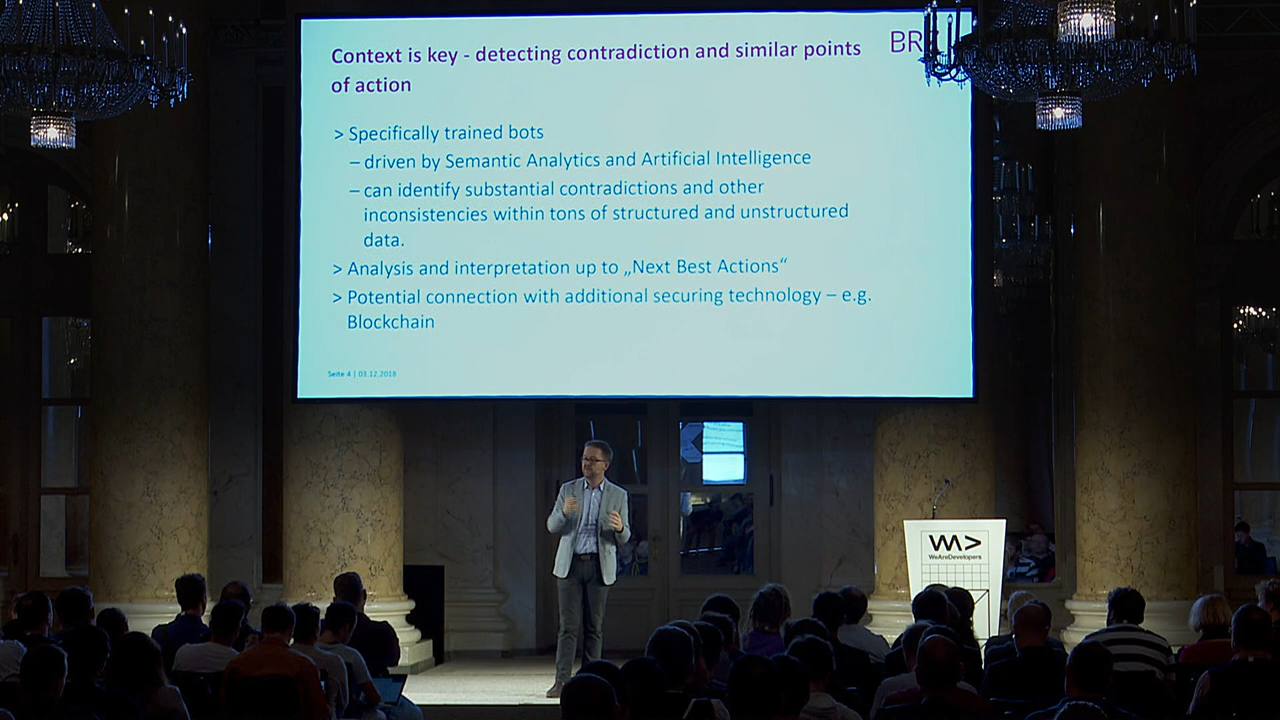 Context is key - detecting contradiction and similar points
of action
> Specifically trained bots
– driven by Semantic Analytics and Artificial Intelligence
– can identify substantial contradictions and other
inconsistencies within tons of structured and unstructured
data.
> Analysis and interpretation up to „Next Best Actions“
> Potential connection with additional securing technology – e.g.
Blockchain
Seite 4 | 03.12.2018
WeAreDevelopers